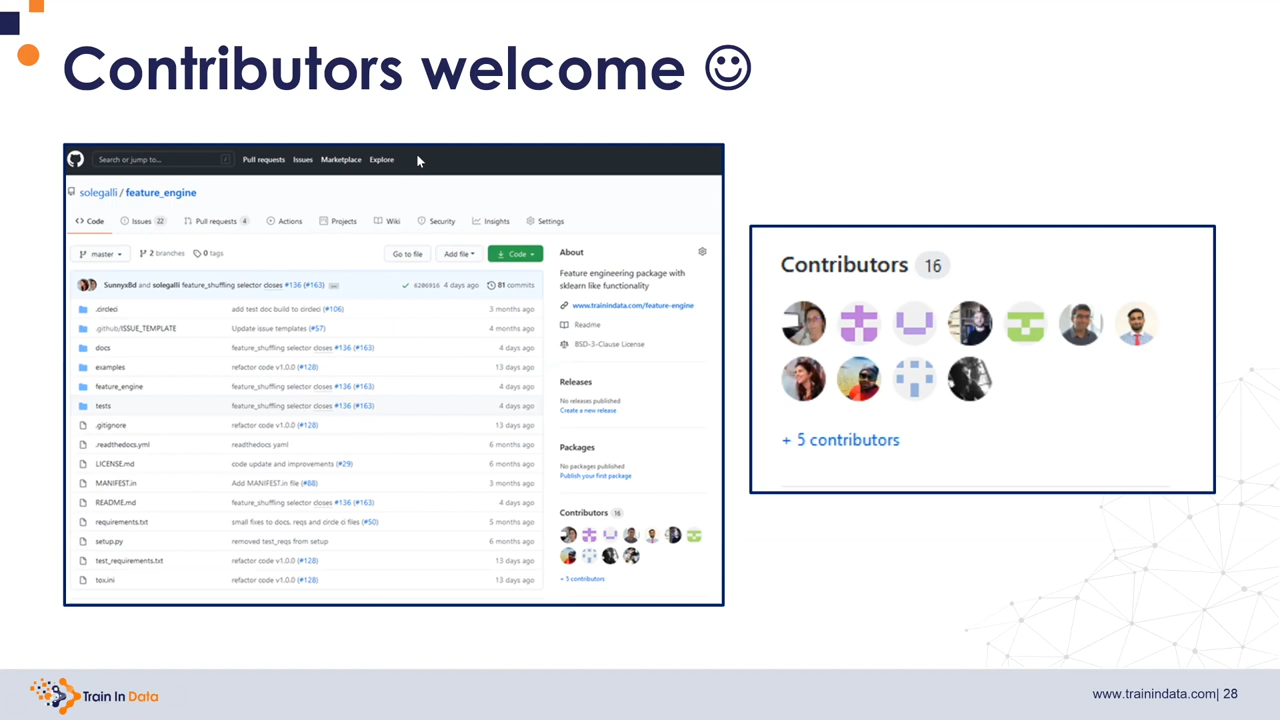 Contributors welcome ☺
Search or jump to... /
Pull requests Issues Marketplace Explore
solegalli / feature_engine
Code Issues 22 Pull requests 4 Actions Projects Wiki Security Insights Settings
master 2 branches 0 tags Go to file Add file Code
SunnyxBd and solegalli feature_shuffling selector closes #136 (#163) ... 4 days ago 81 commits
.circleci add test doc build to circleci (#106) 3 months ago
.github/ISSUE_TEMPLATE Update issue templates (#57) 4 months ago
docs feature_shuffling selector closes #136 (#163) 4 days ago
examples refactor code v1.0.0 (#128) 13 days ago
feature_engine feature_shuffling selector closes #136 (#163) 4 days ago
tests feature_shuffling selector closes #136 (#163) 4 days ago
.gitignore refactor code v1.0.0 (#128) 13 days ago
.readthedocs.yml readthedocs yaml 6 months ago
LICENSE.md code update and improvements (#29) 6 months ago
MANIFEST.in Add MANIFEST.in file (#88) 3 months ago
README.md feature_shuffling selector closes #136 (#163) 4 days ago
requirements.txt small fixes to docs, reqs and circle ci files (#50) 5 months ago
setup.py removed test_reqs from setup 6 months ago
test_requirements.txt refactor code v1.0.0 (#128) 13 days ago
tox.ini refactor code v1.0.0 (#128) 13 days ago
About
Feature engineering package with
sklearn like functionality
www.trainindata.com/feature-engine
Readme
BSD-3-Clause License
Releases
No releases published
Create a new release
Packages
No packages published
Publish your first package
Contributors 16
+ 5 contributors
Contributors 16
+ 5 contributors
Train In Data
www.trainindata.com| 28